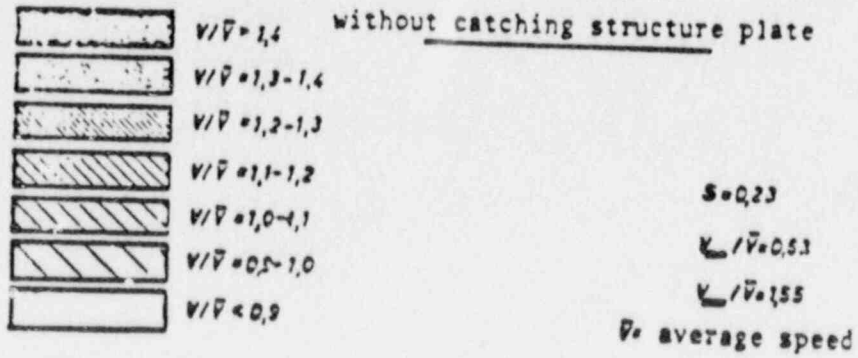 without catching structure plate
V/V̄ > 1,4
V/V̄ = 1,3-1,4
V/V̄ = 1,2-1,3
V/V̄ = 1,1-1,2
V/V̄ = 1,0-1,1
V/V̄ = 0,9-1,0
V/V̄ < 0,9
S = 0,23
V /V̄ = 0,53
V /V̄ = 1,55
V̄ = average speed